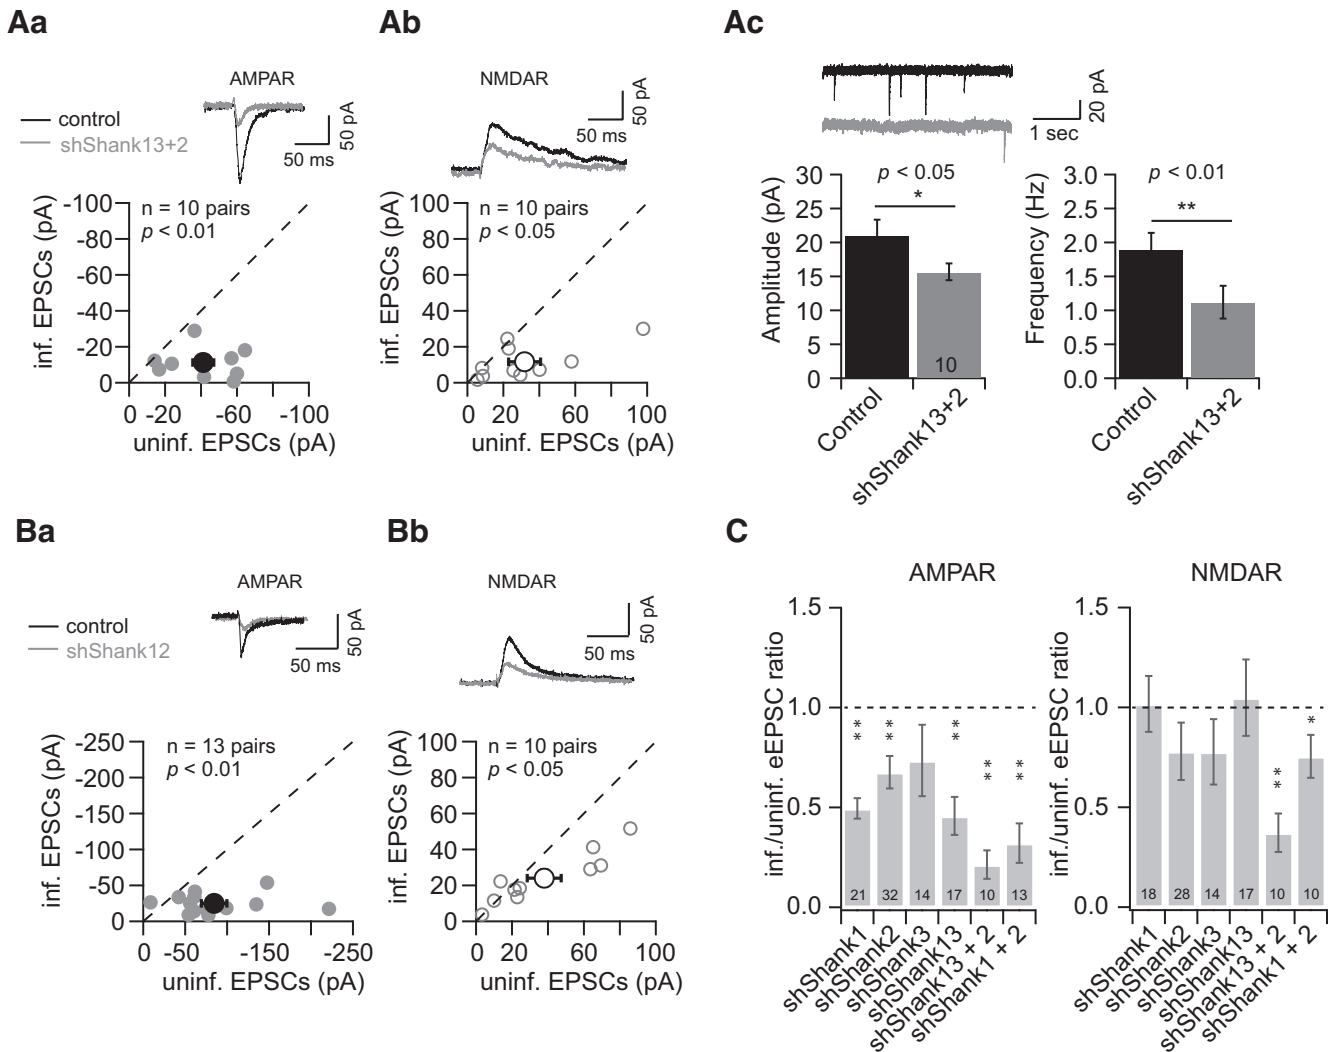 Aa
Ab
Ac
AMPAR
control
shShank13+2
50 ms
50 pA
NMDAR
50 ms
50 pA
1 sec
20 pA
inf. EPSCs (pA)
-100
-80
-60
-40
-20
0
n = 10 pairs
p < 0.01
0 -20 -60 -100
uninf. EPSCs (pA)
inf. EPSCs (pA)
100
80
60
40
20
0
n = 10 pairs
p < 0.05
0 20 60 100
uninf. EPSCs (pA)
Amplitude (pA)
30
25
20
15
10
5
0
p < 0.05
*
10
Control
shShank13+2
Frequency (Hz)
3.0
2.5
2.0
1.5
1.0
0.5
0.0
p < 0.01
**
Control
shShank13+2
Ba
Bb
C
AMPAR
control
shShank12
50 ms
50 pA
NMDAR
50 ms
50 pA
inf. EPSCs (pA)
-250
-200
-150
-100
-50
0
n = 13 pairs
p < 0.01
0 -50 -150 -250
uninf. EPSCs (pA)
inf. EPSCs (pA)
100
80
60
40
20
0
n = 10 pairs
p < 0.05
0 20 60 100
uninf. EPSCs (pA)
AMPAR
inf./uninf. eEPSC ratio
1.5
1.0
0.5
0.0
** ** ** ** **
21 32 14 17 10 13
shShank1
shShank2
shShank3
shShank13
shShank13 + 2
shShank1 + 2
NMDAR
inf./uninf. eEPSC ratio
1.5
1.0
0.5
0.0
** *
18 28 14 17 10 10
shShank1
shShank2
shShank3
shShank13
shShank13 + 2
shShank1 + 2